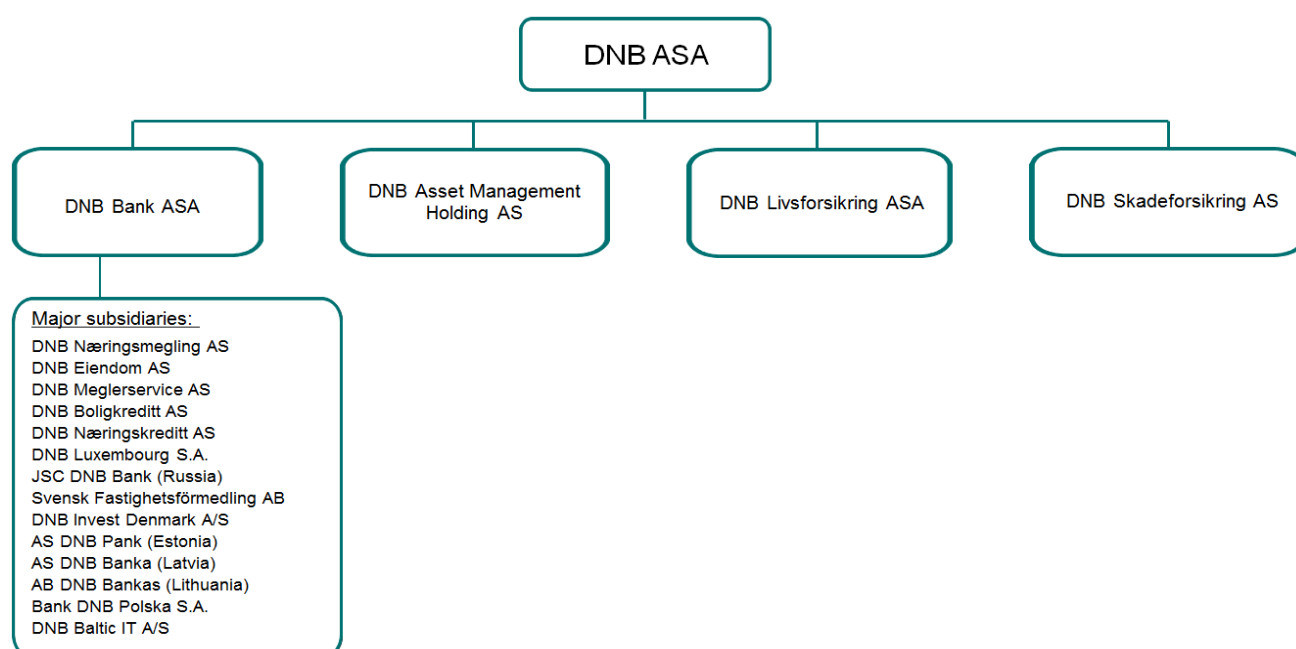 DNB ASA
DNB Bank ASA
DNB Asset Management
Holding AS
DNB Livsforsikring ASA
DNB Skadeforsikring AS
Major subsidiaries:
DNB Næringsmegling AS
DNB Eiendom AS
DNB Meglerservice AS
DNB Boligkreditt AS
DNB Næringskreditt AS
DNB Luxembourg S.A.
JSC DNB Bank (Russia)
Svensk Fastighetsförmedling AB
DNB Invest Denmark A/S
AS DNB Pank (Estonia)
AS DNB Banka (Latvia)
AB DNB Bankas (Lithuania)
Bank DNB Polska S.A.
DNB Baltic IT A/S